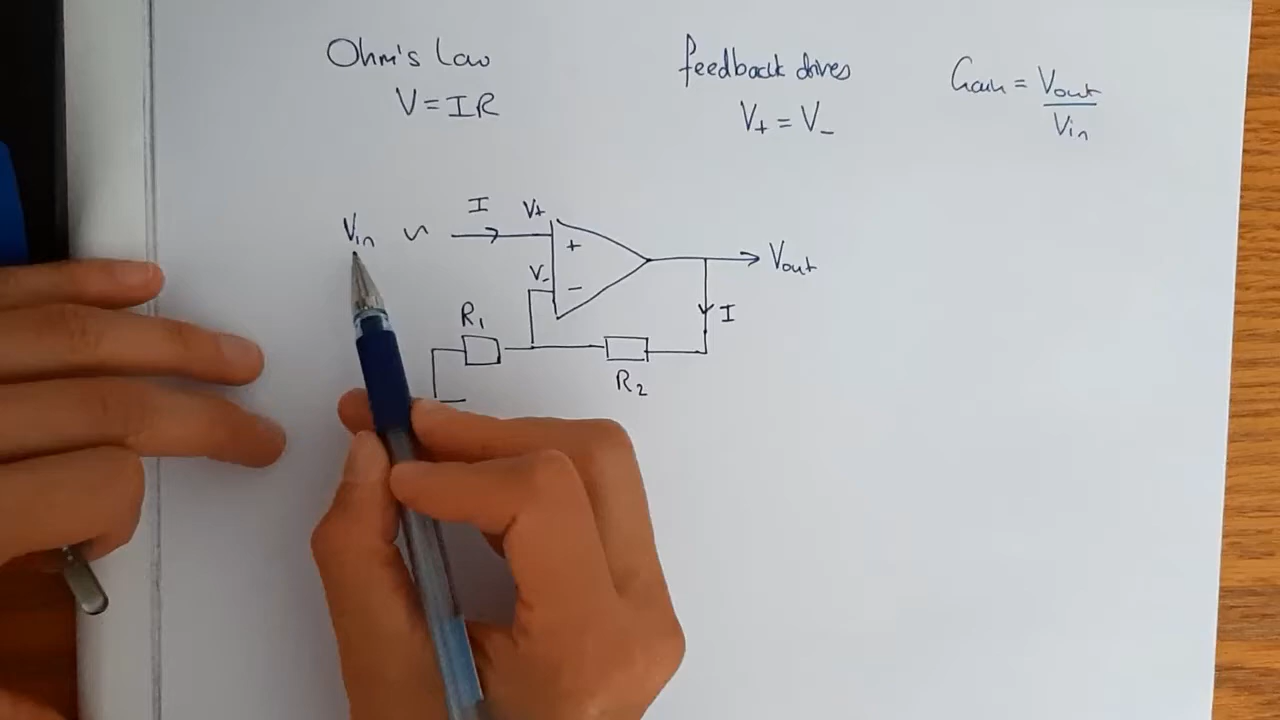 Ohm's Law
V = IR
feedback drives
V₊ = V₋
Gain = Vout
Vin
Vin ~
I
V+
+
V-
-
Vout
I
R₁
R₂